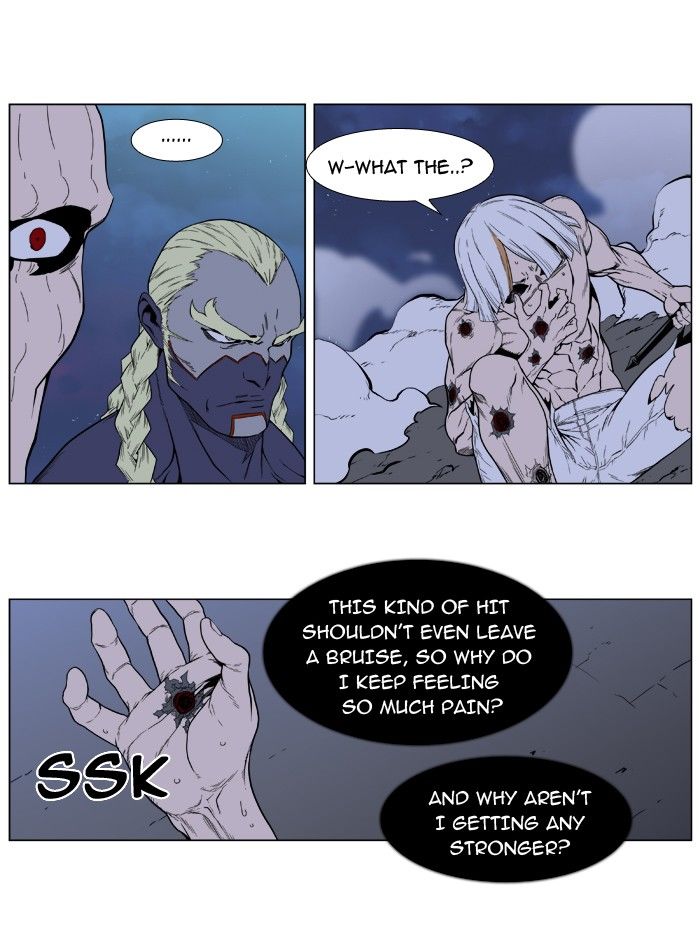 ......
W-WHAT THE..?
THIS KIND OF HIT
SHOULDN'T EVEN LEAVE
A BRUISE, SO WHY DO
I KEEP FEELING
SO MUCH PAIN?
SSK
AND WHY AREN'T
I GETTING ANY
STRONGER?